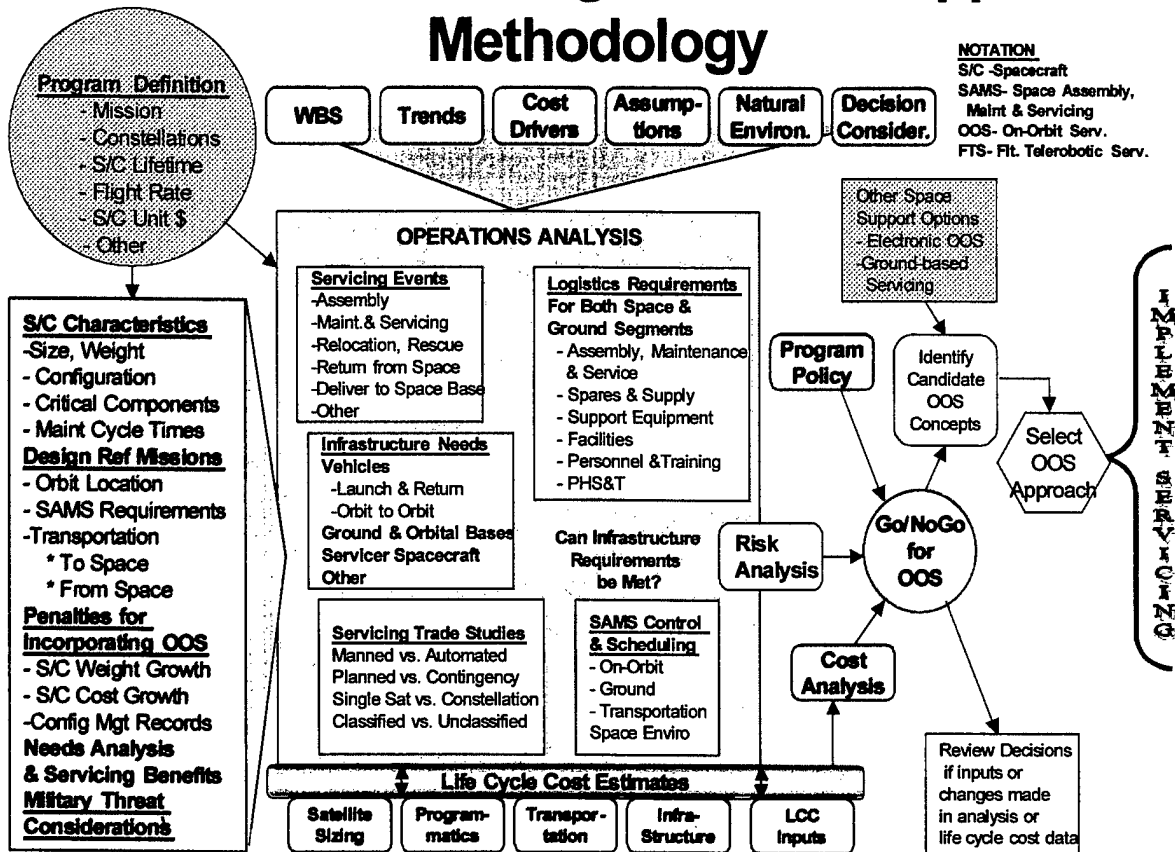 Methodology
NOTATION
S/C -Spacecraft
SAMS- Space Assembly,
Maint & Servicing
OOS- On-Orbit Serv.
FTS- Flt. Telerobotic Serv.
Program Definition
- Mission
- Constellations
- S/C Lifetime
- Flight Rate
- S/C Unit $
- Other
WBS
Trends
Cost
Drivers
Assump-
tions
Natural
Environ.
Decision
Consider.
S/C Characteristics
-Size, Weight
- Configuration
- Critical Components
- Maint Cycle Times
Design Ref Missions
- Orbit Location
- SAMS Requirements
-Transportation
* To Space
* From Space
Penalties for
Incorporating OOS
- S/C Weight Growth
- S/C Cost Growth
-Config Mgt Records
Needs Analysis
& Servicing Benefits
Military Threat
Considerations
OPERATIONS ANALYSIS
Servicing Events
-Assembly
-Maint.& Servicing
-Relocation, Rescue
-Return from Space
-Deliver to Space Base
-Other
Infrastructure Needs
Vehicles
-Launch & Return
-Orbit to Orbit
Ground & Orbital Bases
Servicer Spacecraft
Other
Logistics Requirements
For Both Space &
Ground Segments
- Assembly, Maintenance
& Service
- Spares & Supply
- Support Equipment
- Facilities
- Personnel &Training
- PHS&T
Can Infrastructure
Requirements
be Met?
Servicing Trade Studies
Manned vs. Automated
Planned vs. Contingency
Single Sat vs. Constellation
Classified vs. Unclassified
SAMS Control
& Scheduling
- On-Orbit
- Ground
- Transportation
Space Enviro
Life Cycle Cost Estimates
Satellite
Sizing
Program-
matics
Transpor-
tation
Infra-
Structure
LCC
Inputs
Other Space
Support Options
- Electronic OOS
-Ground-based
Servicing
Program
Policy
Identify
Candidate
OOS
Concepts
Risk
Analysis
Go/NoGo
for
OOS
Cost
Analysis
Select
OOS
Approach
Review Decisions
if inputs or
changes made
in analysis or
life cycle cost data
IMPLEMENT SERVICING